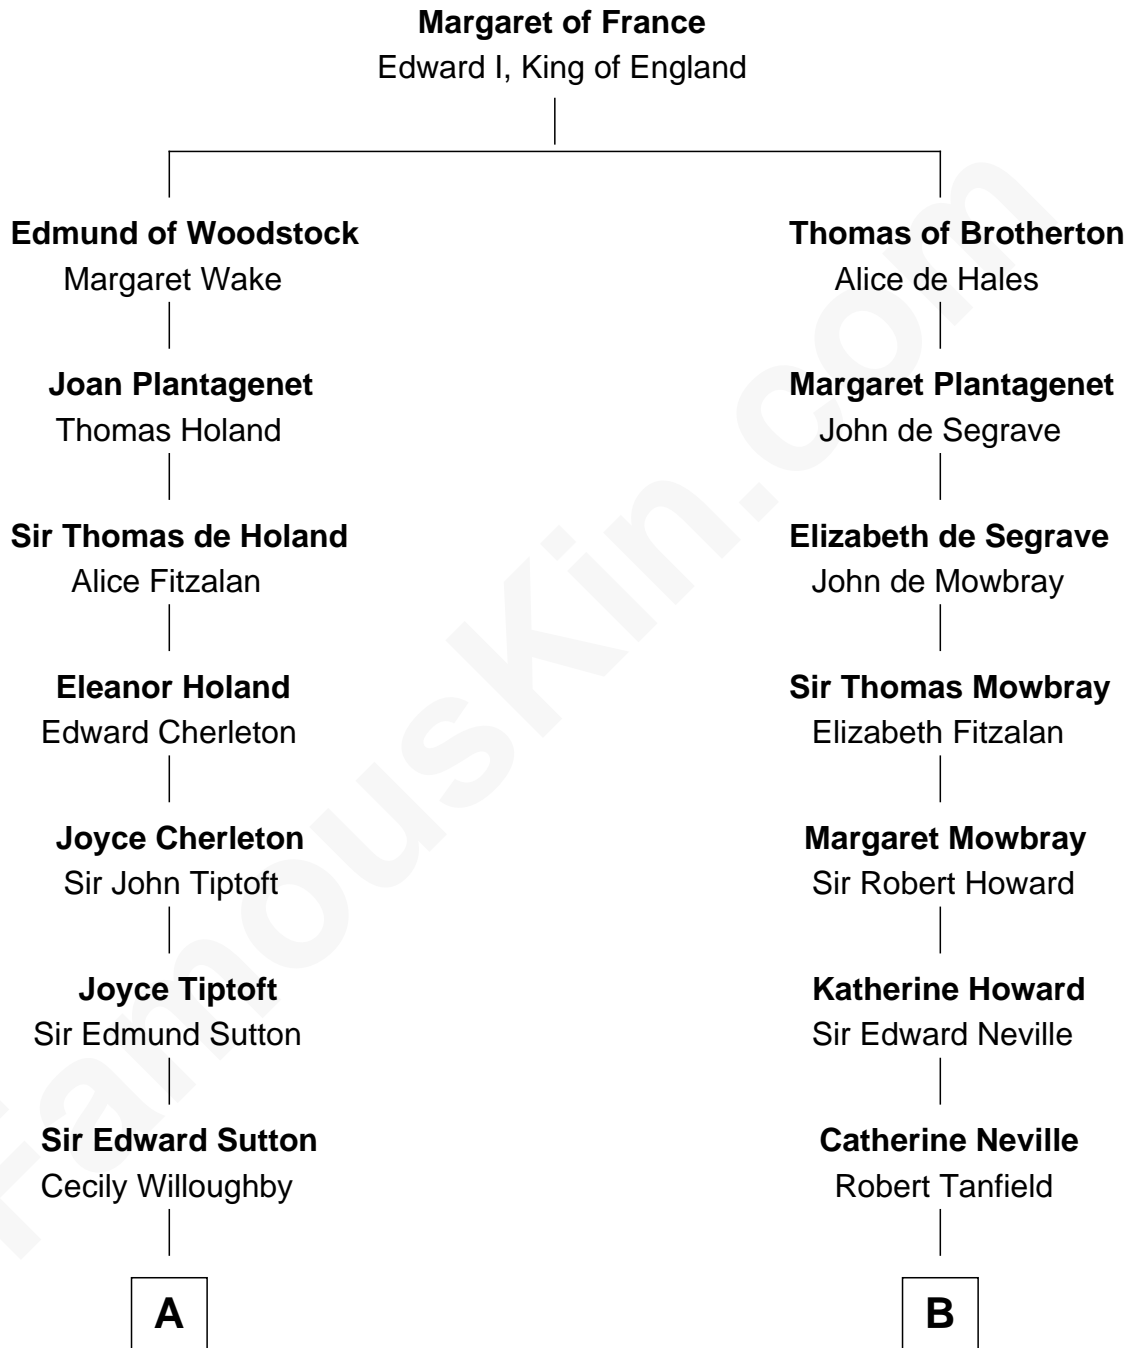 Margaret of France
Edward I, King of England
Edmund of Woodstock
Margaret Wake
Thomas of Brotherton
Alice de Hales
Joan Plantagenet
Thomas Holand
Margaret Plantagenet
John de Segrave
Sir Thomas de Holand
Alice Fitzalan
Elizabeth de Segrave
John de Mowbray
Eleanor Holand
Edward Cherleton
Sir Thomas Mowbray
Elizabeth Fitzalan
Joyce Cherleton
Sir John Tiptoft
Margaret Mowbray
Sir Robert Howard
Joyce Tiptoft
Sir Edmund Sutton
Katherine Howard
Sir Edward Neville
Sir Edward Sutton
Cecily Willoughby
Catherine Neville
Robert Tanfield
A
B
FamousKin.com